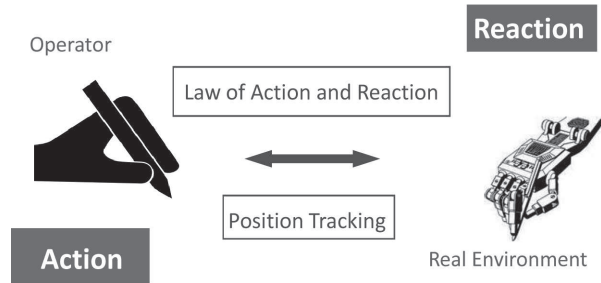 Reaction
Operator
Law of Action and Reaction
Position Tracking
Action
Real Environment